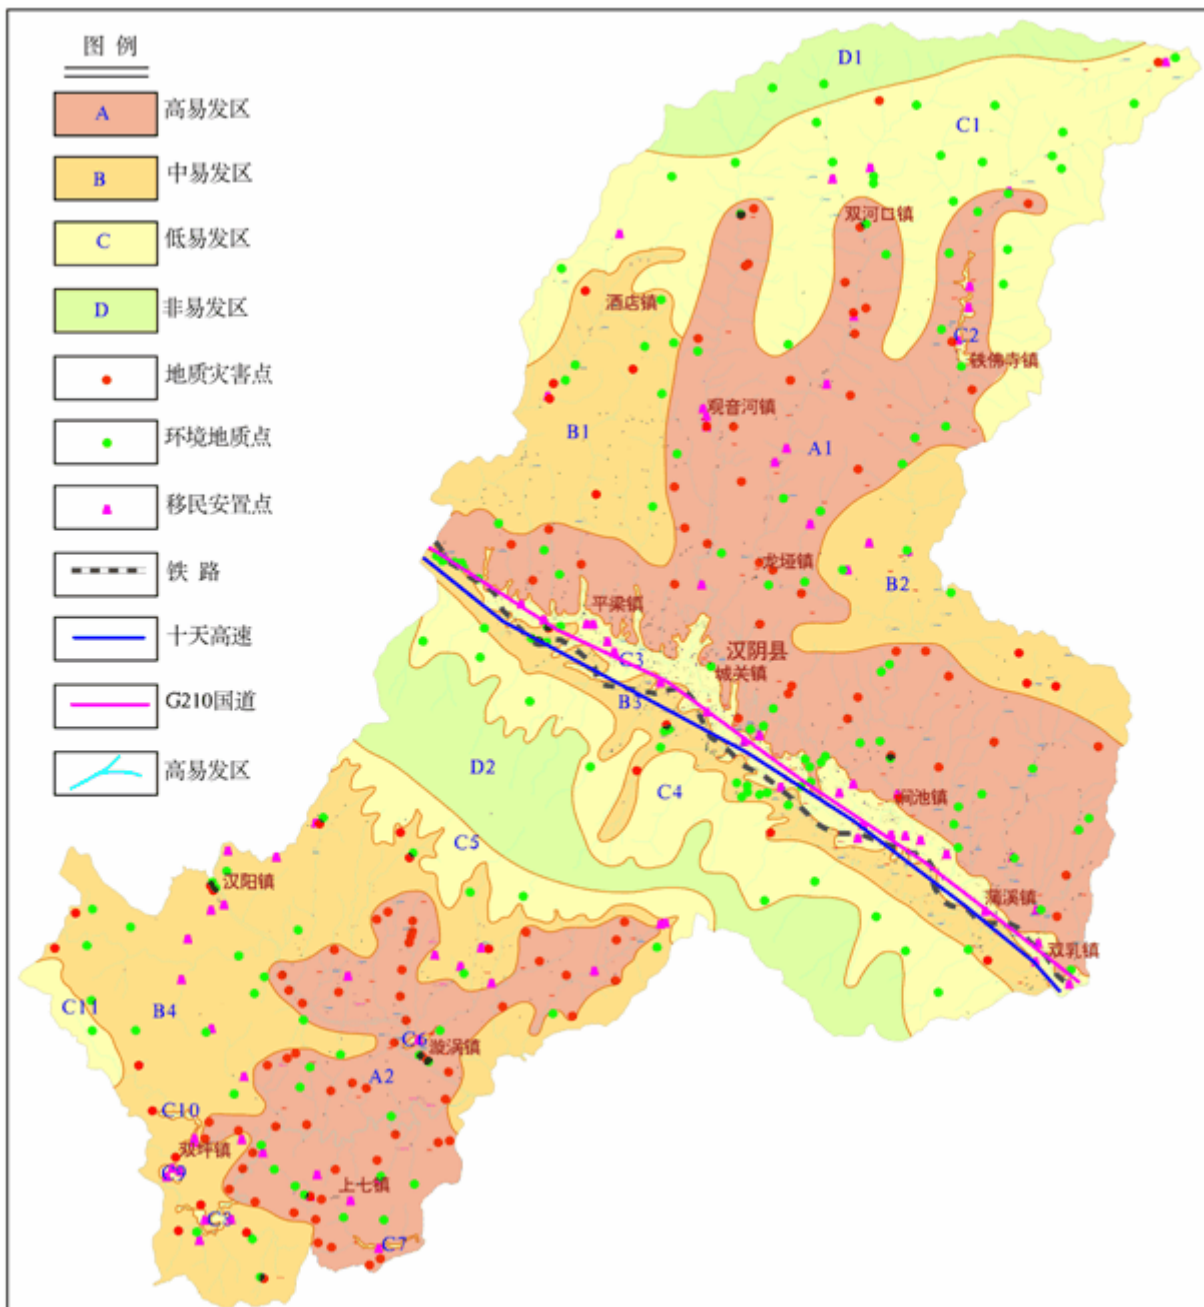 图 例
A 高易发区
B 中易发区
C 低易发区
D 非易发区
地质灾害点
环境地质点
移民安置点
铁 路
十天高速
G210国道
高易发区
D1
C1
双河口镇
酒店镇
C2
铁佛寺镇
观音河镇
B1
A1
龙垭镇
B2
平梁镇
汉阴县
C3
城关镇
B3
D2
C4
涧池镇
C5
汉阳镇
蒲溪镇
双乳镇
C11
B4
C6
漩涡镇
A2
C10
双坪镇
C9
上七镇
C7